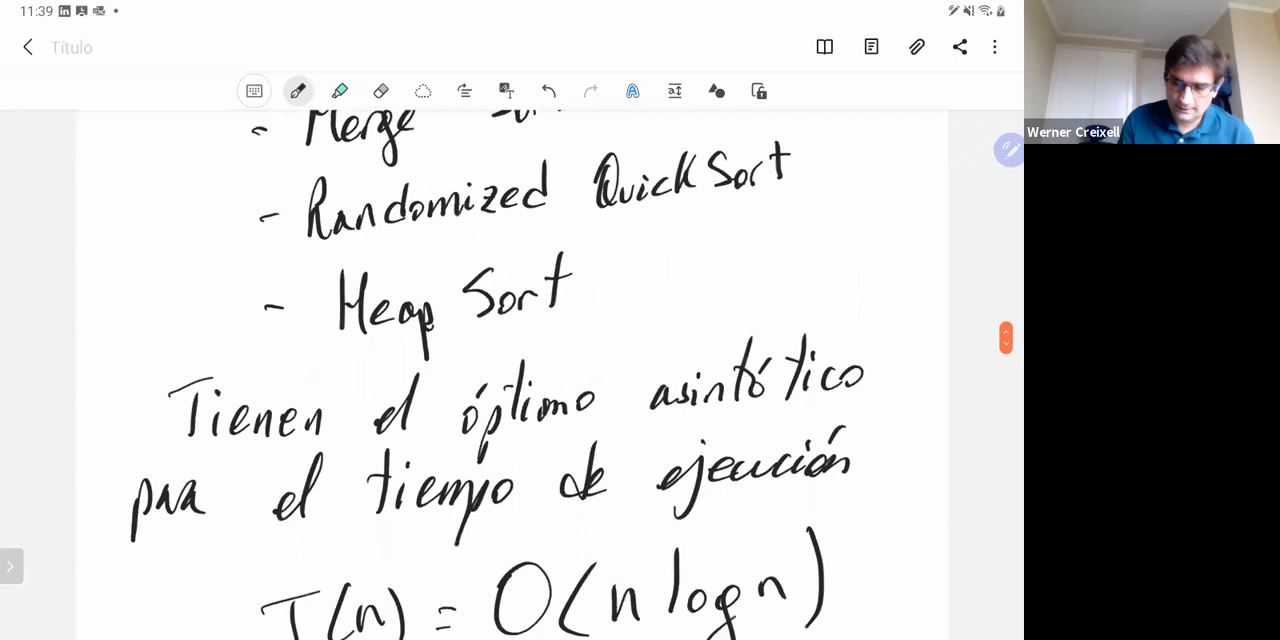 11:39
Título
- Merge
- Randomized QuickSort
- Heap Sort
Tienen el óptimo asintótico
para el tiempo de ejecución
T(n) = O(n log n)
Werner Creixell